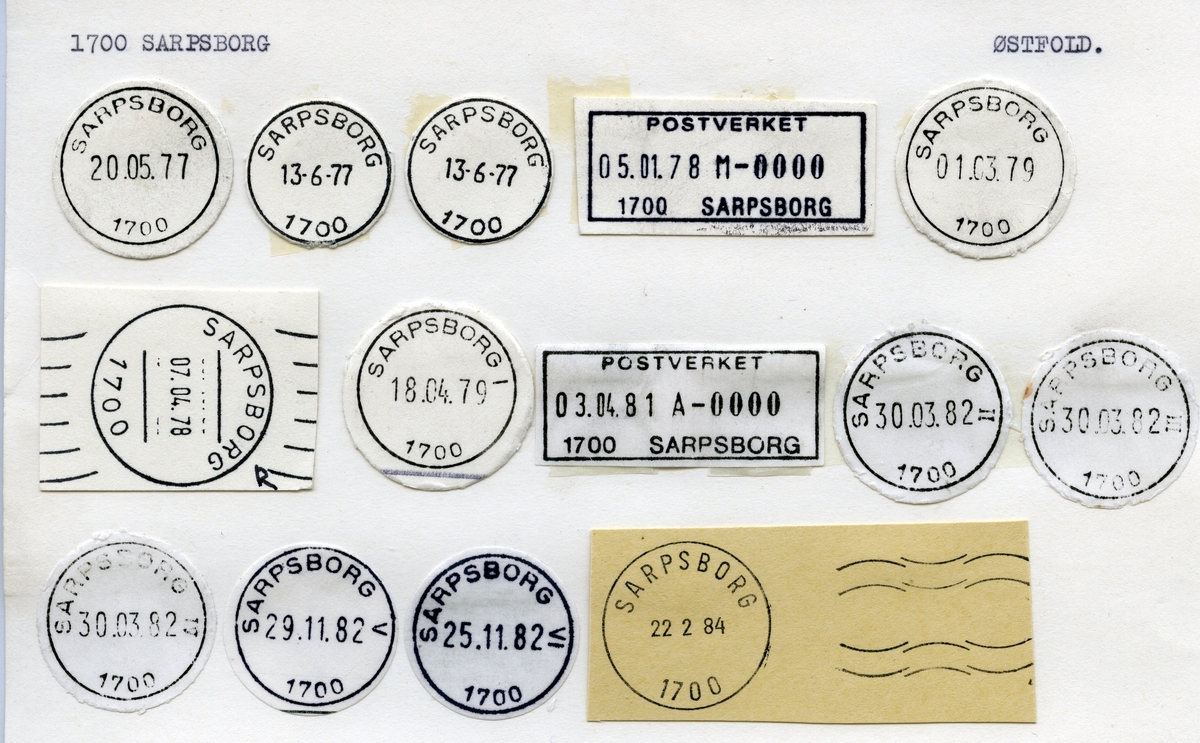 1700 SARPSBORG
ØSTFOLD.
SARPSBORG
20.05.77
1700
SARPSBORG
13-6-77
1700
SARPSBORG
13-6-77
1700
POSTVERKET
05.01.78 M-0000
1700 SARPSBORG
SARPSBORG
01.03.79
1700
SARPSBORG
07.04.78
1700
SARPSBORG I
18.04.79
1700
POSTVERKET
03.04.81 A-0000
1700 SARPSBORG
SARPSBORG
30.03.82 II
1700
SARPSBORG
30.03.82 III
1700
SARPSBORG
30.03.82 IV
1700
SARPSBORG
29.11.82 V
1700
SARPSBORG
25.11.82 VI
1700
SARPSBORG
22 2 84
1700